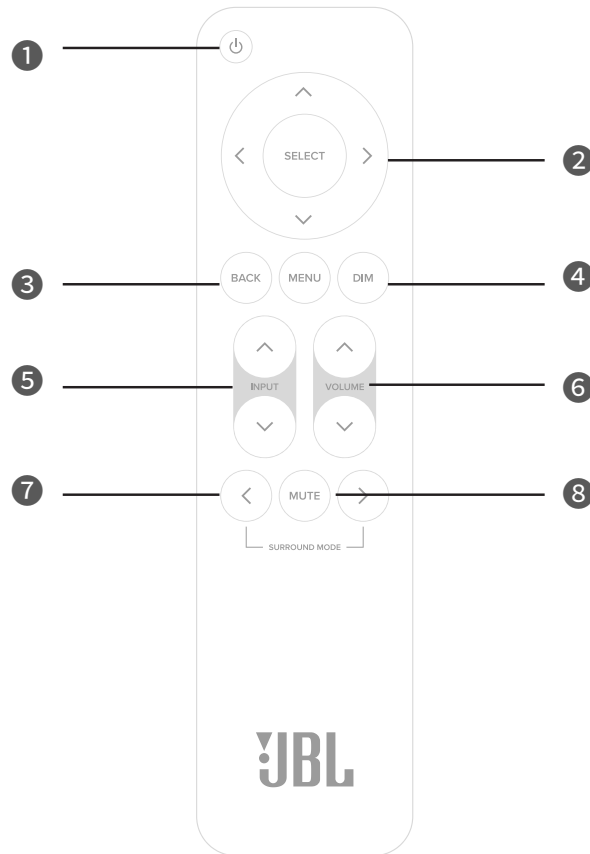 1
SELECT
2
BACK MENU DIM
3
4
INPUT VOLUME
5
6
7
MUTE
8
SURROUND MODE
JBL